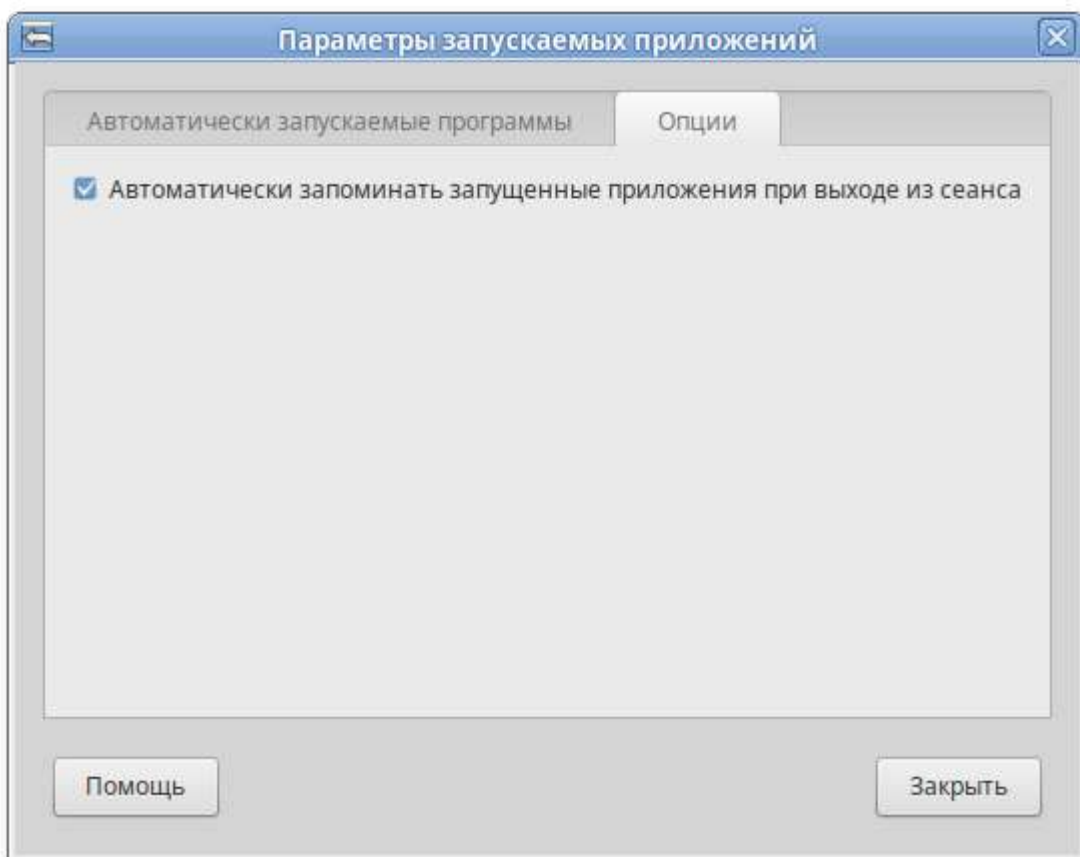 Параметры запускаемых приложений
Автоматически запускаемые программы
Опции
Автоматически запоминать запущенные приложения при выходе из сеанса
Помощь
Закрыть